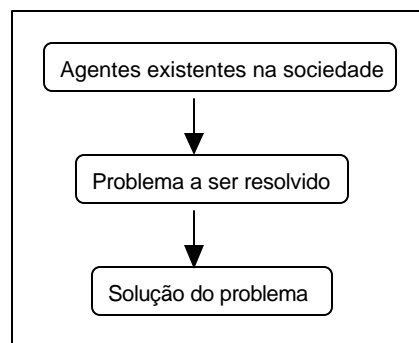 Agentes existentes na sociedade
Problema a ser resolvido
Solução do problema